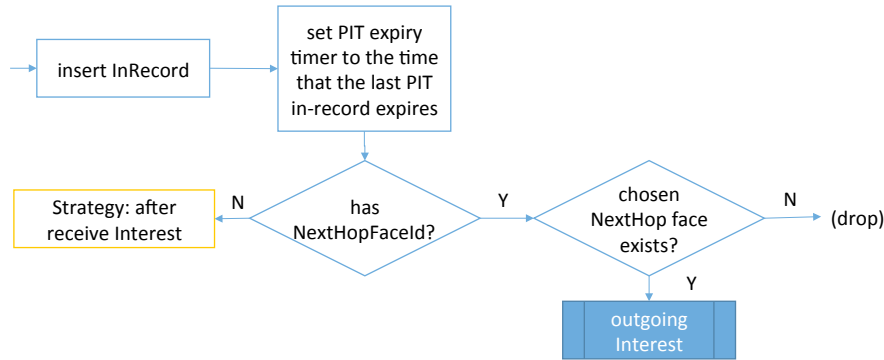 insert InRecord
set PIT expiry
timer to the time
that the last PIT
in-record expires
has
NextHopFaceId?
N
Strategy: after
receive Interest
Y
chosen
NextHop face
exists?
N
(drop)
Y
outgoing
Interest